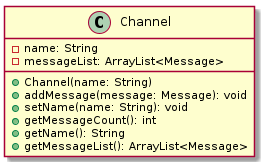 C Channel
name: String
messageList: ArrayList<Message>
Channel(name: String)
addMessage(message: Message): void
setName(name: String): void
getMessageCount(): int
getName(): String
getMessageList(): ArrayList<Message>